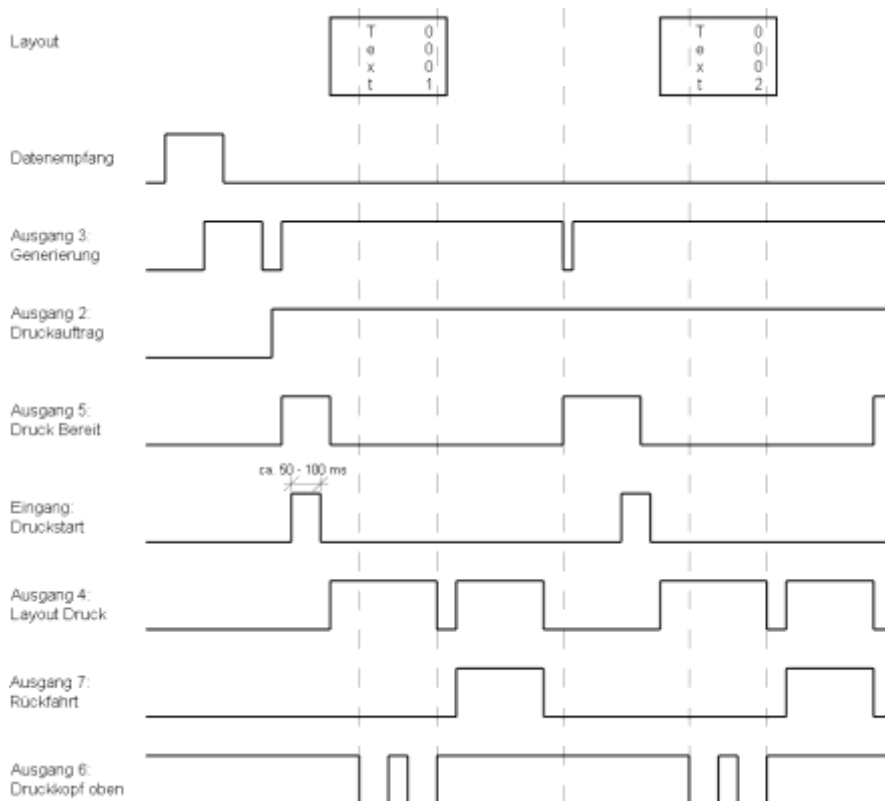 Layout
T 0
e 0
x 0
t 1
T 0
e 0
x 0
t 2
Datenempfang
Ausgang 3:
Generierung
Ausgang 2:
Druckauftrag
Ausgang 5:
Druck Bereit
ca. 50 - 100 ms
Eingang:
Druckstart
Ausgang 4:
Layout Druck
Ausgang 7:
Rückfahrt
Ausgang 6:
Druckkopf oben